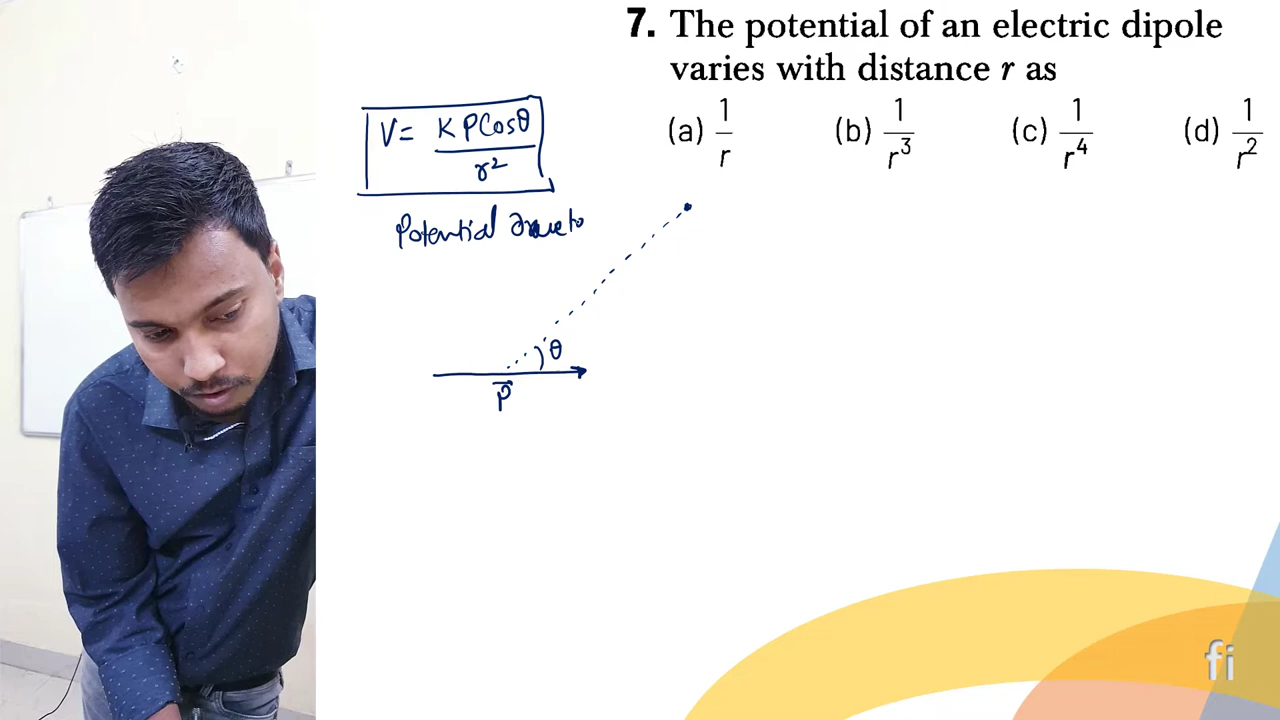 7. The potential of an electric dipole
varies with distance r as
(a) 1/r (b) 1/r³ (c) 1/r⁴ (d) 1/r²
V = KPCosθ/r²
Potential due to
θ
P⃗
fi